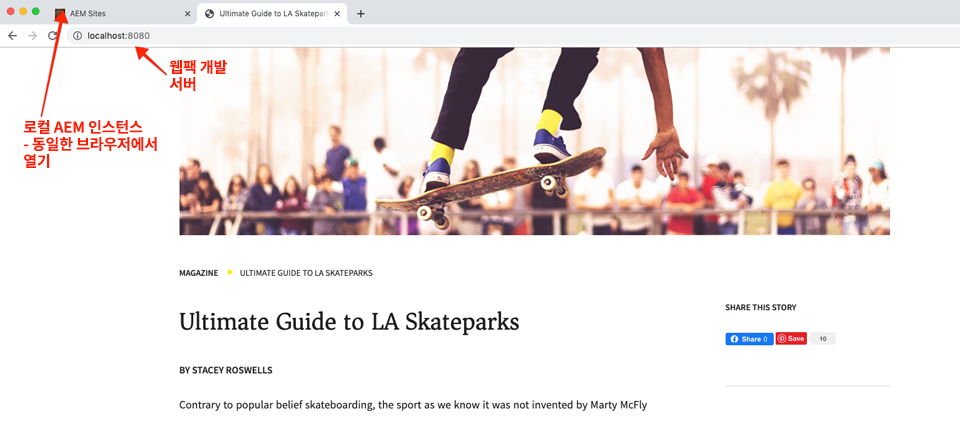 AEM Sites
Ultimate Guide to LA Skatepark
localhost:8080
웹팩 개발
서버
로컬 AEM 인스턴스
- 동일한 브라우저에서
열기
MAGAZINE ULTIMATE GUIDE TO LA SKATEPARKS
SHARE THIS STORY
Ultimate Guide to LA Skateparks
Share 0 Save 10
BY STACEY ROSWELLS
Contrary to popular belief skateboarding, the sport as we know it was not invented by Marty McFly